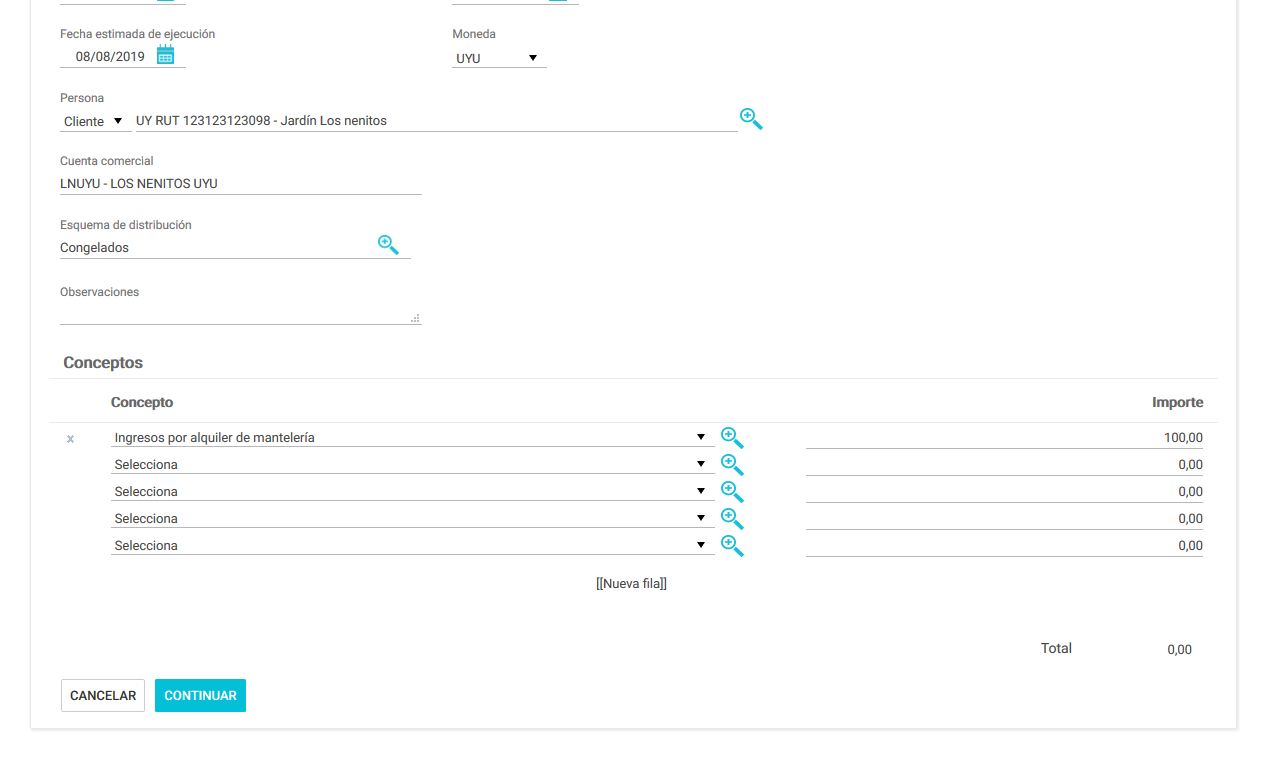 Fecha estimada de ejecución Moneda
08/08/2019 UYU
Persona
Cliente UY RUT 123123123098 - Jardín Los nenitos
Cuenta comercial
LNUYU - LOS NENITOS UYU
Esquema de distribución
Congelados
Observaciones
Conceptos
Concepto Importe
x Ingresos por alquiler de mantelería 100,00
Selecciona 0,00
Selecciona 0,00
Selecciona 0,00
Selecciona 0,00
[[Nueva fila]]
Total 0,00
CANCELAR CONTINUAR